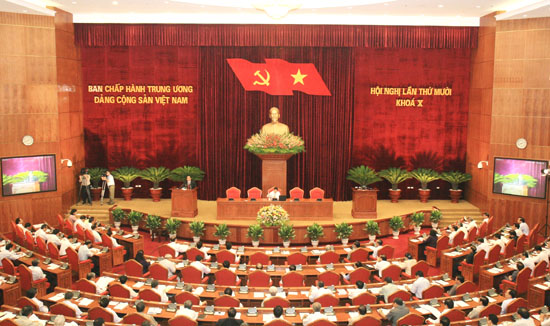 BAN CHẤP HÀNH TRUNG ƯƠNG
ĐẢNG CỘNG SẢN VIỆT NAM
HỘI NGHỊ LẦN THỨ MƯỜI
KHOÁ X